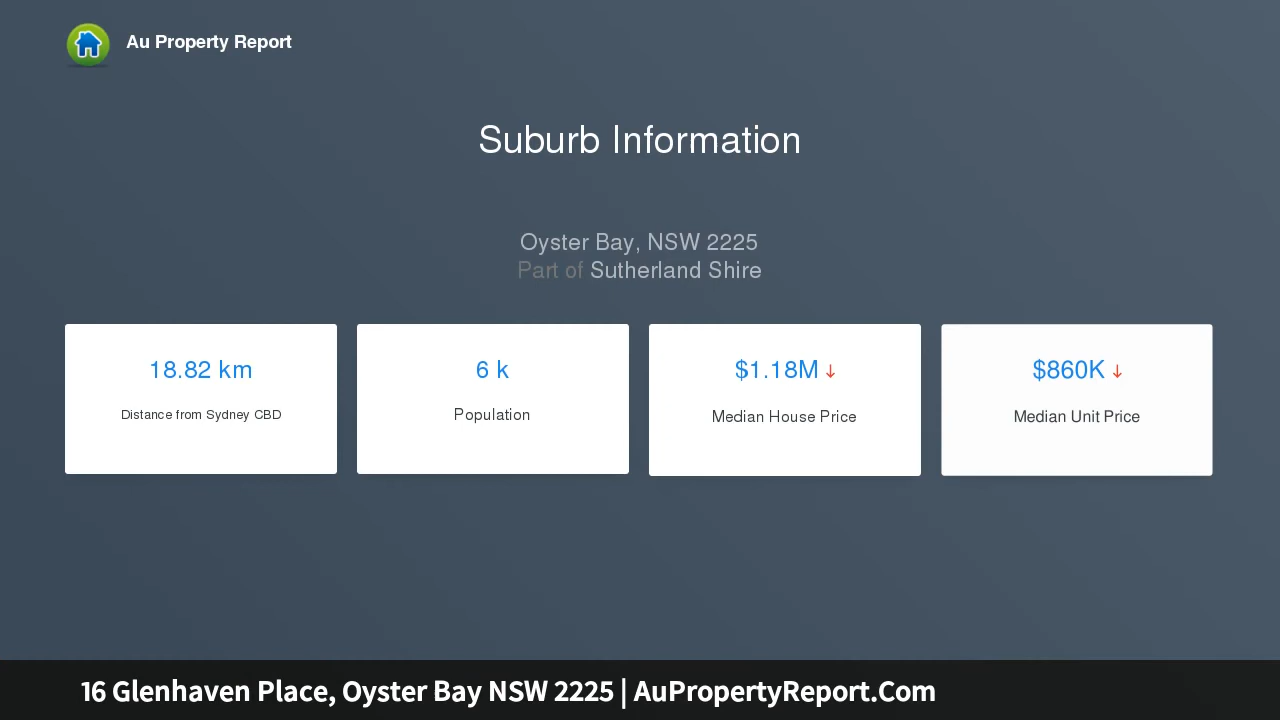 Au Property Report
Suburb Information
Oyster Bay, NSW 2225
Part of Sutherland Shire
18.82 km
Distance from Sydney CBD
6 k
Population
$1.18M ↓
Median House Price
$860K ↓
Median Unit Price
16 Glenhaven Place, Oyster Bay NSW 2225 | AuPropertyReport.Com